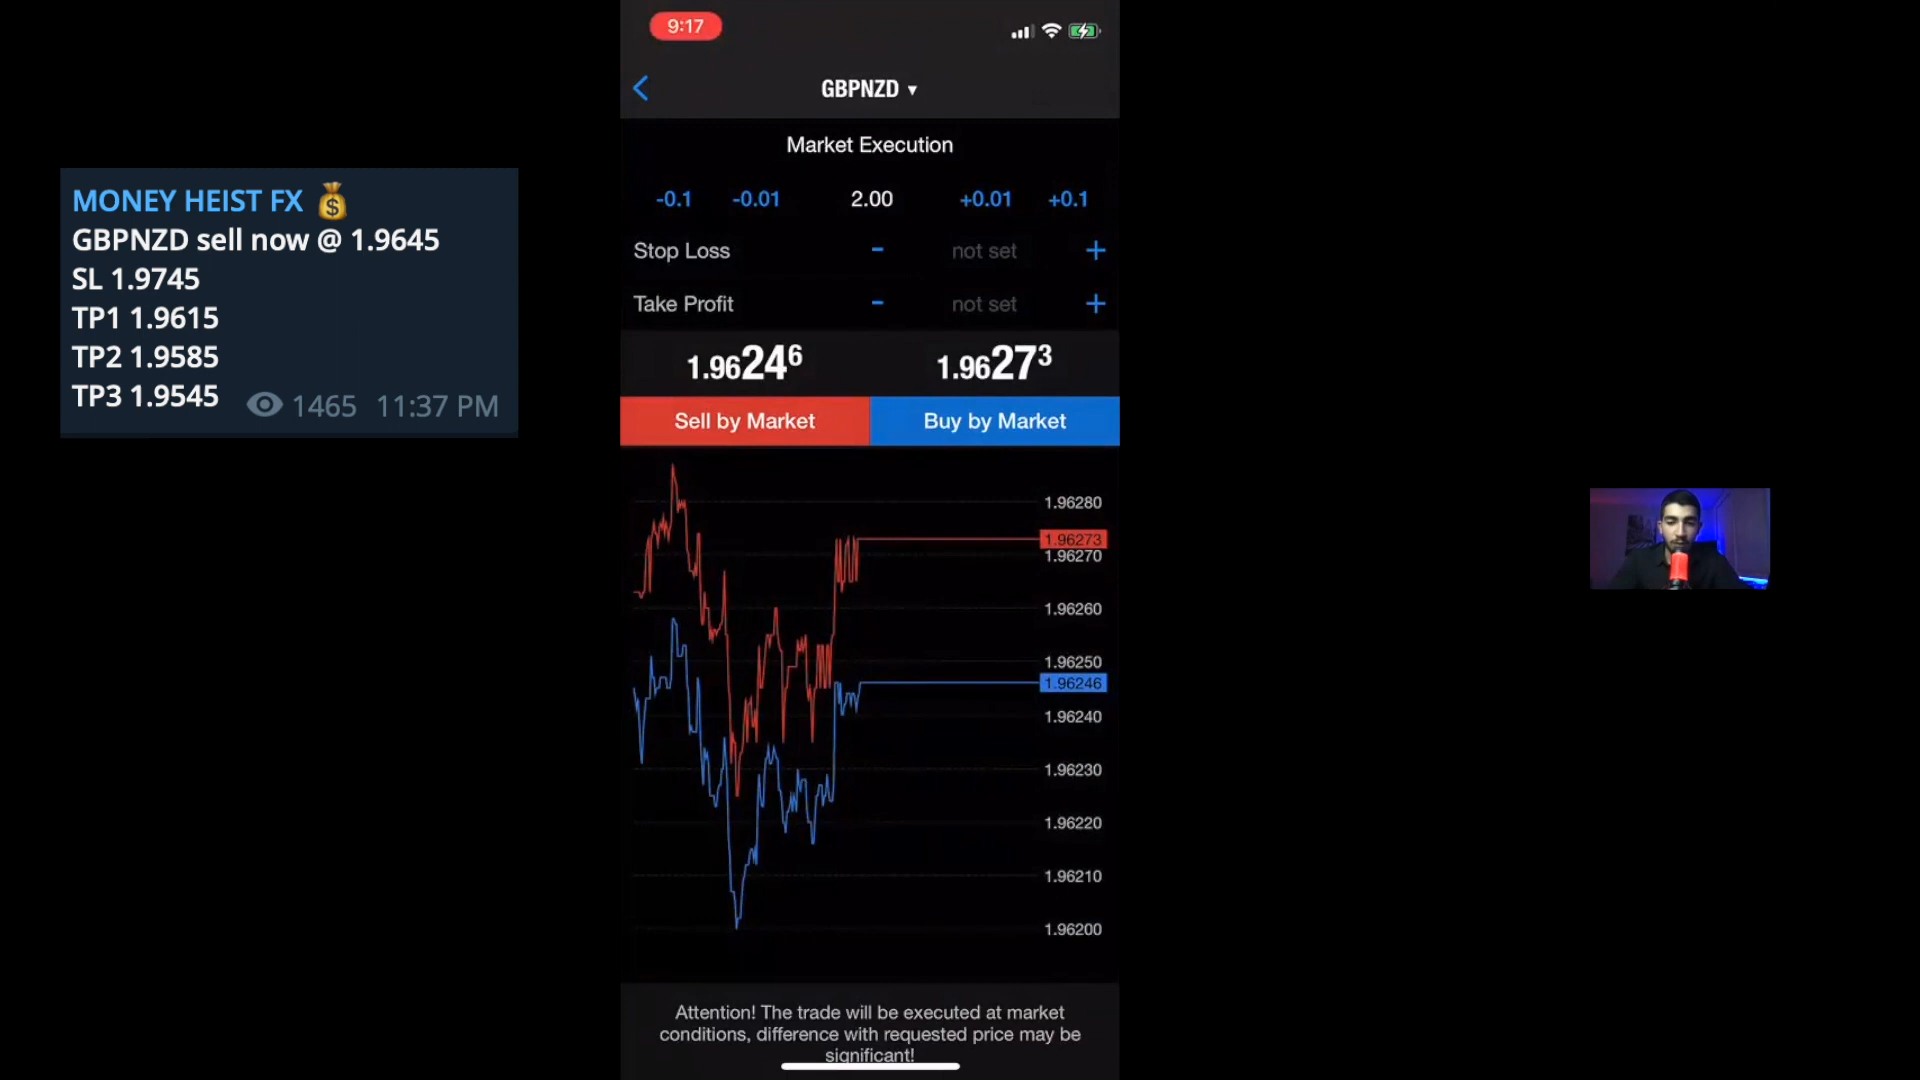 MONEY HEIST FX 💰
GBPNZD sell now @ 1.9645
SL 1.9745
TP1 1.9615
TP2 1.9585
TP3 1.9545 1465 11:37 PM
9:17
GBPNZD ▼
Market Execution
-0.1 -0.01 2.00 +0.01 +0.1
Stop Loss - not set +
Take Profit - not set +
1.96246 1.96273
Sell by Market Buy by Market
1.96280
1.96273
1.96270
1.96260
1.96250
1.96246
1.96240
1.96230
1.96220
1.96210
1.96200
Attention! The trade will be executed at market
conditions, difference with requested price may be
significant!